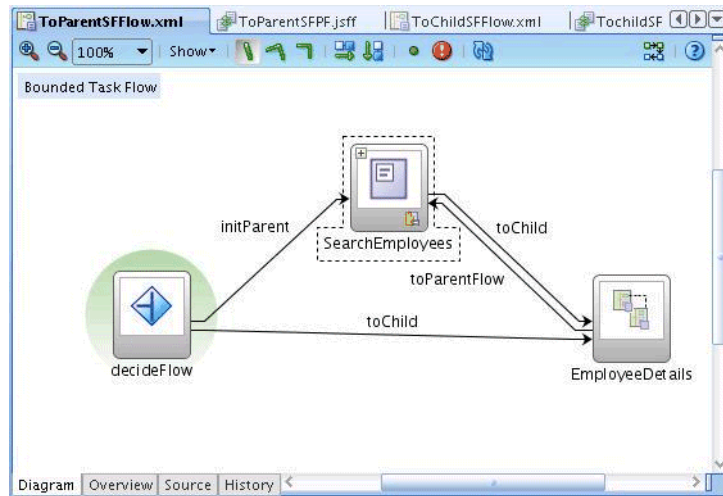 ToParentSFFlow.xml ToParentSFPF.jsff ToChildSFFlow.xml TochildSF
100% Show
Bounded Task Flow
initParent
SearchEmployees
toChild
toParentFlow
toChild
decideFlow
EmployeeDetails
Diagram Overview Source History